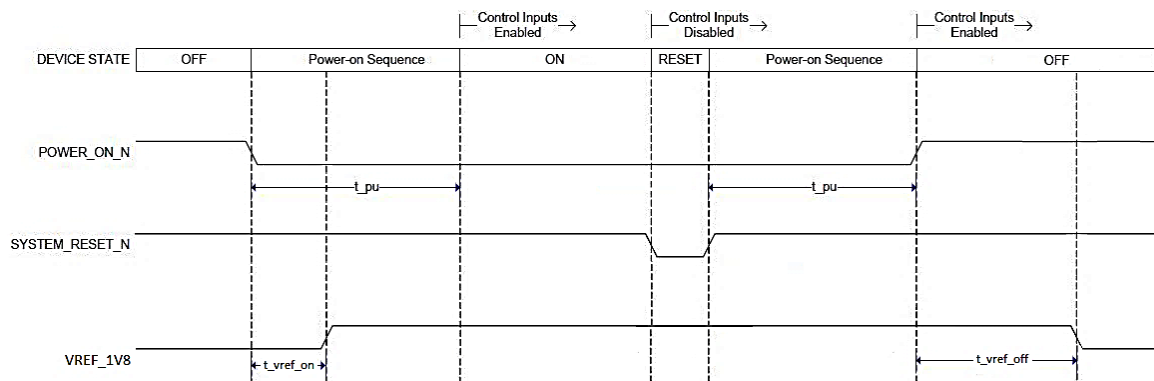 Control Inputs
Enabled
Control Inputs
Disabled
Control Inputs
Enabled
DEVICE STATE OFF Power-on Sequence ON RESET Power-on Sequence OFF
POWER_ON_N
t_pu t_pu
SYSTEM_RESET_N
VREF_1V8
t_vref_on t_vref_off